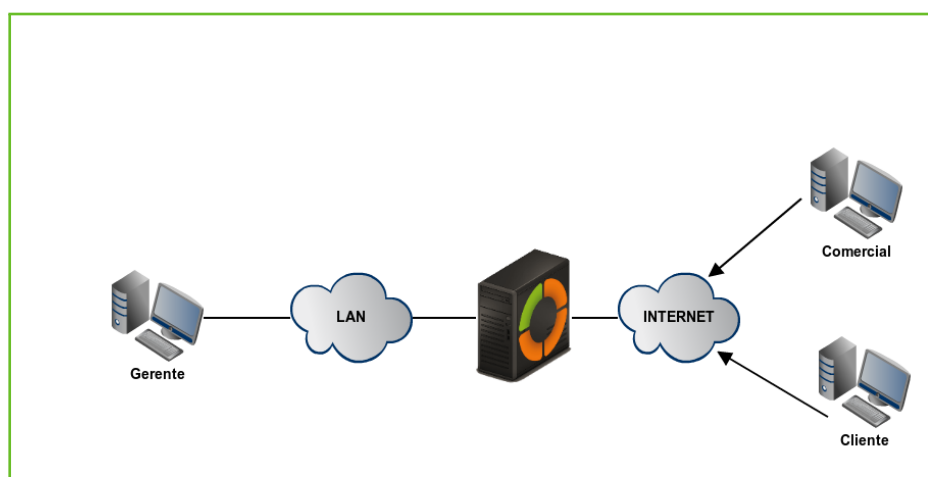 Comercial
LAN
INTERNET
Gerente
Cliente